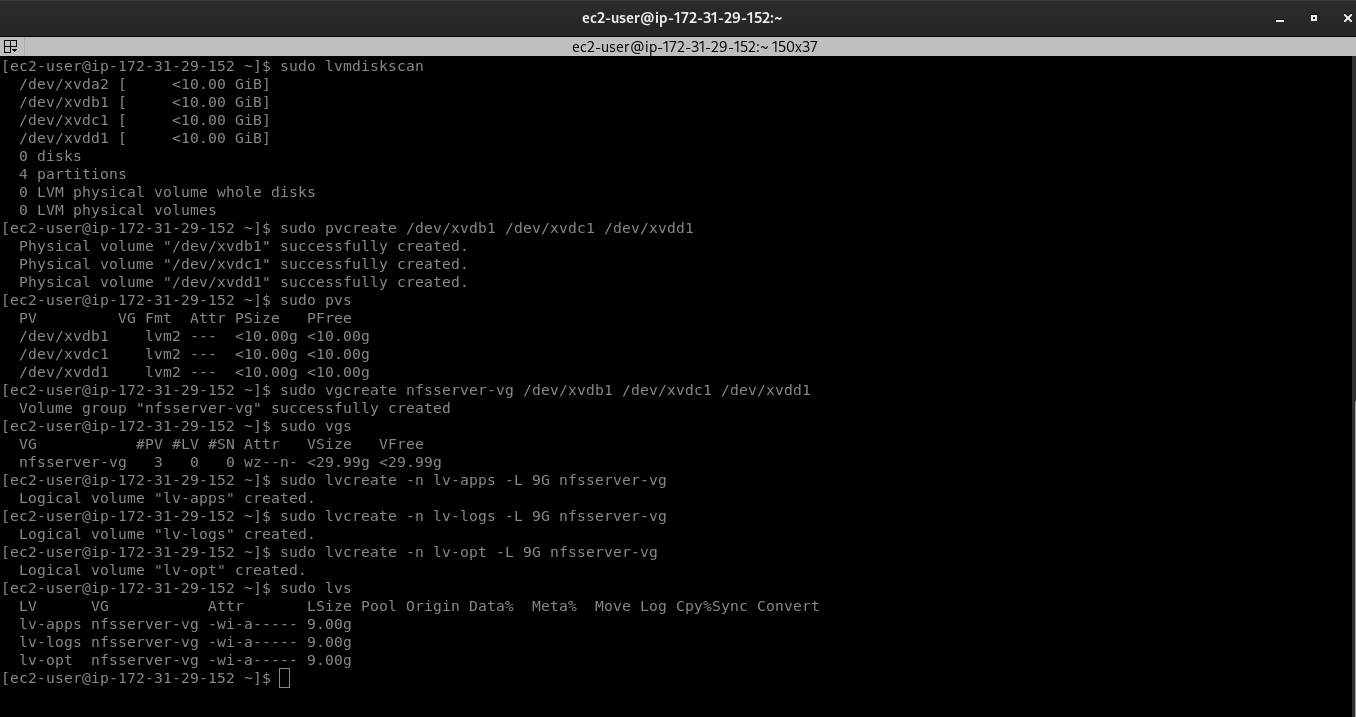 ec2-user@ip-172-31-29-152:~
ec2-user@ip-172-31-29-152:~ 150x37
[ec2-user@ip-172-31-29-152 ~]$ sudo lvmdiskscan
  /dev/xvda2 [     <10.00 GiB]
  /dev/xvdb1 [     <10.00 GiB]
  /dev/xvdc1 [     <10.00 GiB]
  /dev/xvdd1 [     <10.00 GiB]
  0 disks
  4 partitions
  0 LVM physical volume whole disks
  0 LVM physical volumes
[ec2-user@ip-172-31-29-152 ~]$ sudo pvcreate /dev/xvdb1 /dev/xvdc1 /dev/xvdd1
  Physical volume "/dev/xvdb1" successfully created.
  Physical volume "/dev/xvdc1" successfully created.
  Physical volume "/dev/xvdd1" successfully created.
[ec2-user@ip-172-31-29-152 ~]$ sudo pvs
  PV         VG Fmt  Attr PSize   PFree
  /dev/xvdb1    lvm2 ---  <10.00g <10.00g
  /dev/xvdc1    lvm2 ---  <10.00g <10.00g
  /dev/xvdd1    lvm2 ---  <10.00g <10.00g
[ec2-user@ip-172-31-29-152 ~]$ sudo vgcreate nfsserver-vg /dev/xvdb1 /dev/xvdc1 /dev/xvdd1
  Volume group "nfsserver-vg" successfully created
[ec2-user@ip-172-31-29-152 ~]$ sudo vgs
  VG           #PV #LV #SN Attr   VSize   VFree
  nfsserver-vg   3   0   0 wz--n- <29.99g <29.99g
[ec2-user@ip-172-31-29-152 ~]$ sudo lvcreate -n lv-apps -L 9G nfsserver-vg
  Logical volume "lv-apps" created.
[ec2-user@ip-172-31-29-152 ~]$ sudo lvcreate -n lv-logs -L 9G nfsserver-vg
  Logical volume "lv-logs" created.
[ec2-user@ip-172-31-29-152 ~]$ sudo lvcreate -n lv-opt -L 9G nfsserver-vg
  Logical volume "lv-opt" created.
[ec2-user@ip-172-31-29-152 ~]$ sudo lvs
  LV      VG           Attr       LSize Pool Origin Data%  Meta%  Move Log Cpy%Sync Convert
  lv-apps nfsserver-vg -wi-a----- 9.00g
  lv-logs nfsserver-vg -wi-a----- 9.00g
  lv-opt  nfsserver-vg -wi-a----- 9.00g
[ec2-user@ip-172-31-29-152 ~]$